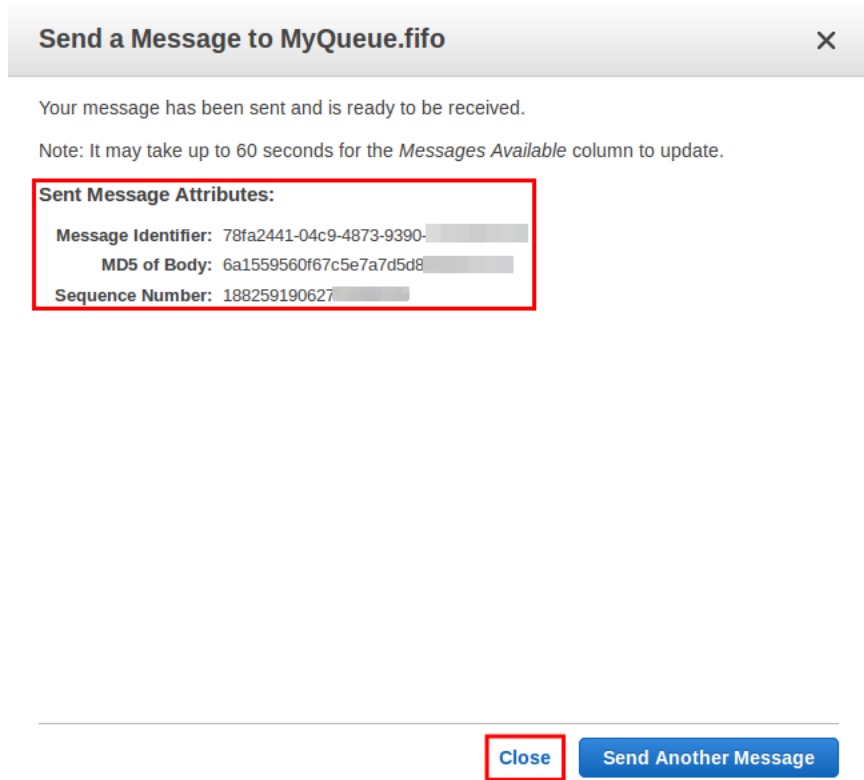 Send a Message to MyQueue.fifo
Your message has been sent and is ready to be received.
Note: It may take up to 60 seconds for the Messages Available column to update.
Sent Message Attributes:
Message Identifier: 78fa2441-04c9-4873-9390-
MD5 of Body: 6a1559560f67c5e7a7d5d8
Sequence Number: 188259190627
Close Send Another Message